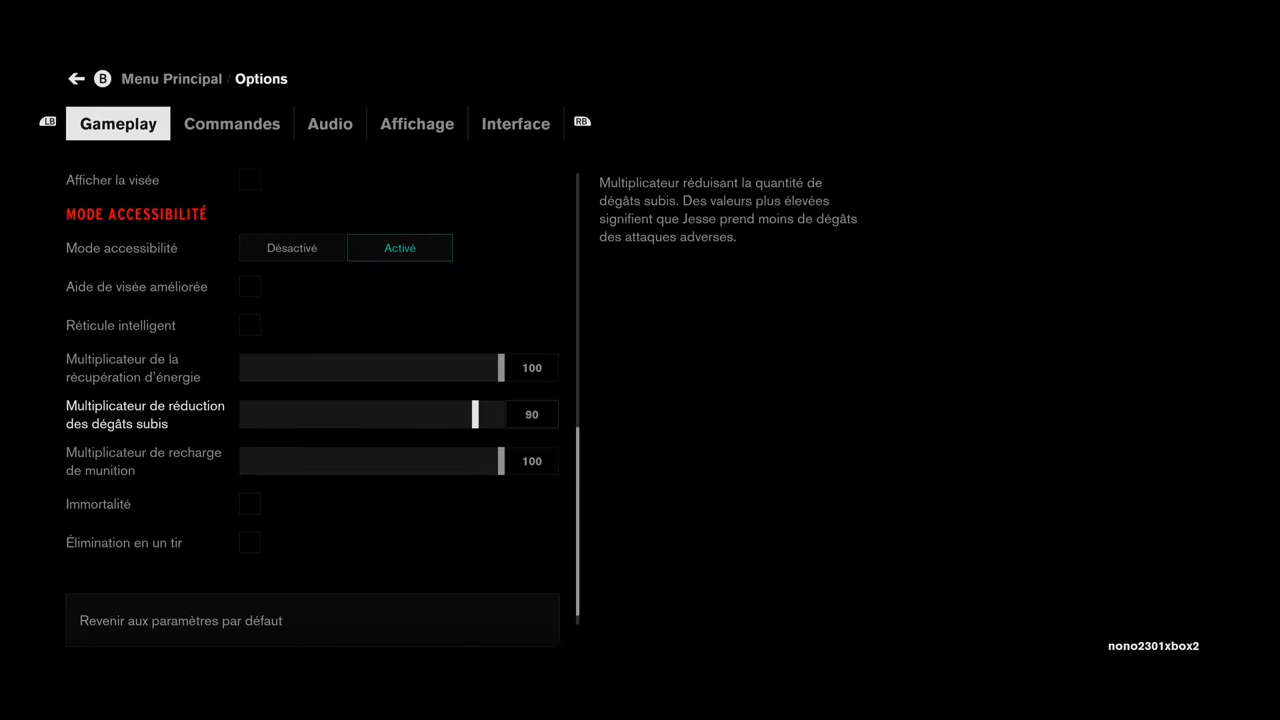 B Menu Principal / Options
LB Gameplay Commandes Audio Affichage Interface RB
Afficher la visée
MODE ACCESSIBILITÉ
Mode accessibilité Désactivé Activé
Aide de visée améliorée
Réticule intelligent
Multiplicateur de la
récupération d'énergie 100
Multiplicateur de réduction
des dégâts subis 90
Multiplicateur de recharge
de munition 100
Immortalité
Élimination en un tir
Revenir aux paramètres par défaut
Multiplicateur réduisant la quantité de
dégâts subis. Des valeurs plus élevées
signifient que Jesse prend moins de dégâts
des attaques adverses.
nono2301xbox2